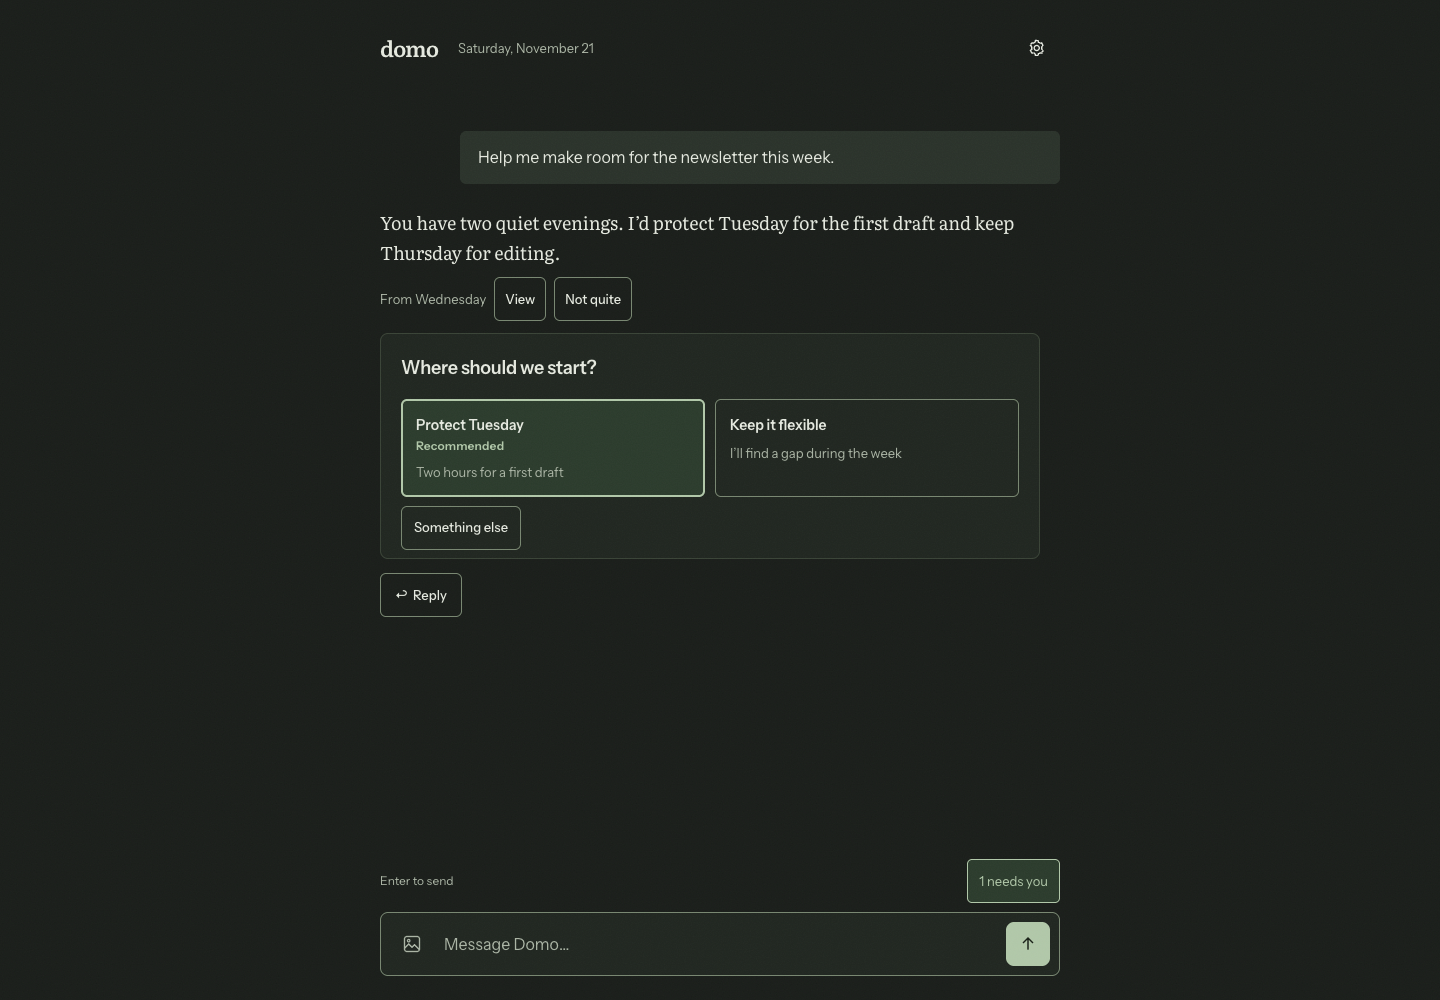 domo
Saturday, November 21
Help me make room for the newsletter this week.
You have two quiet evenings. I’d protect Tuesday for the first draft and keep
Thursday for editing.
From Wednesday
View
Not quite
Where should we start?
Protect Tuesday
Recommended
Two hours for a first draft
Keep it flexible
I’ll find a gap during the week
Something else
Reply
Enter to send
1 needs you
Message Domo…